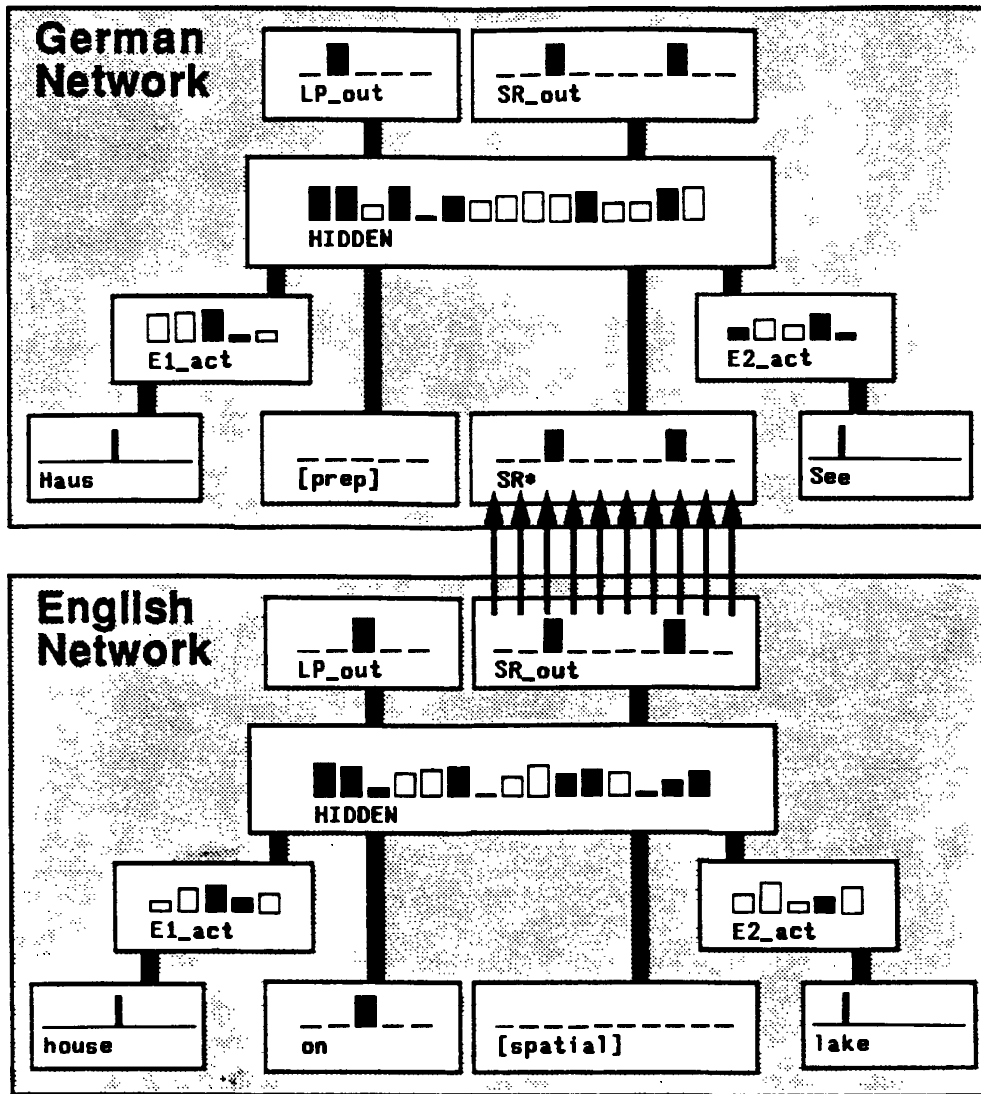 German
Network
LP_out
SR_out
HIDDEN
E1_act
E2_act
Haus
[prep]
SR*
See
English
Network
LP_out
SR_out
HIDDEN
E1_act
E2_act
house
on
[spatial]
lake